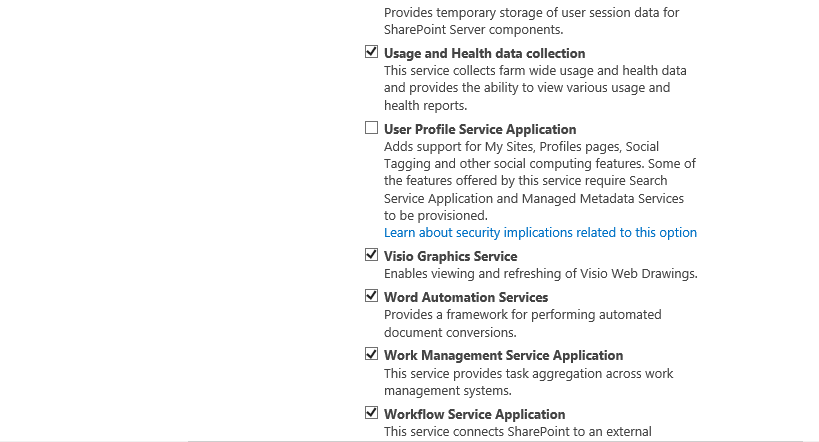 Provides temporary storage of user session data for
SharePoint Server components.
Usage and Health data collection
This service collects farm wide usage and health data
and provides the ability to view various usage and
health reports.
User Profile Service Application
Adds support for My Sites, Profiles pages, Social
Tagging and other social computing features. Some of
the features offered by this service require Search
Service Application and Managed Metadata Services
to be provisioned.
Learn about security implications related to this option
Visio Graphics Service
Enables viewing and refreshing of Visio Web Drawings.
Word Automation Services
Provides a framework for performing automated
document conversions.
Work Management Service Application
This service provides task aggregation across work
management systems.
Workflow Service Application
This service connects SharePoint to an external